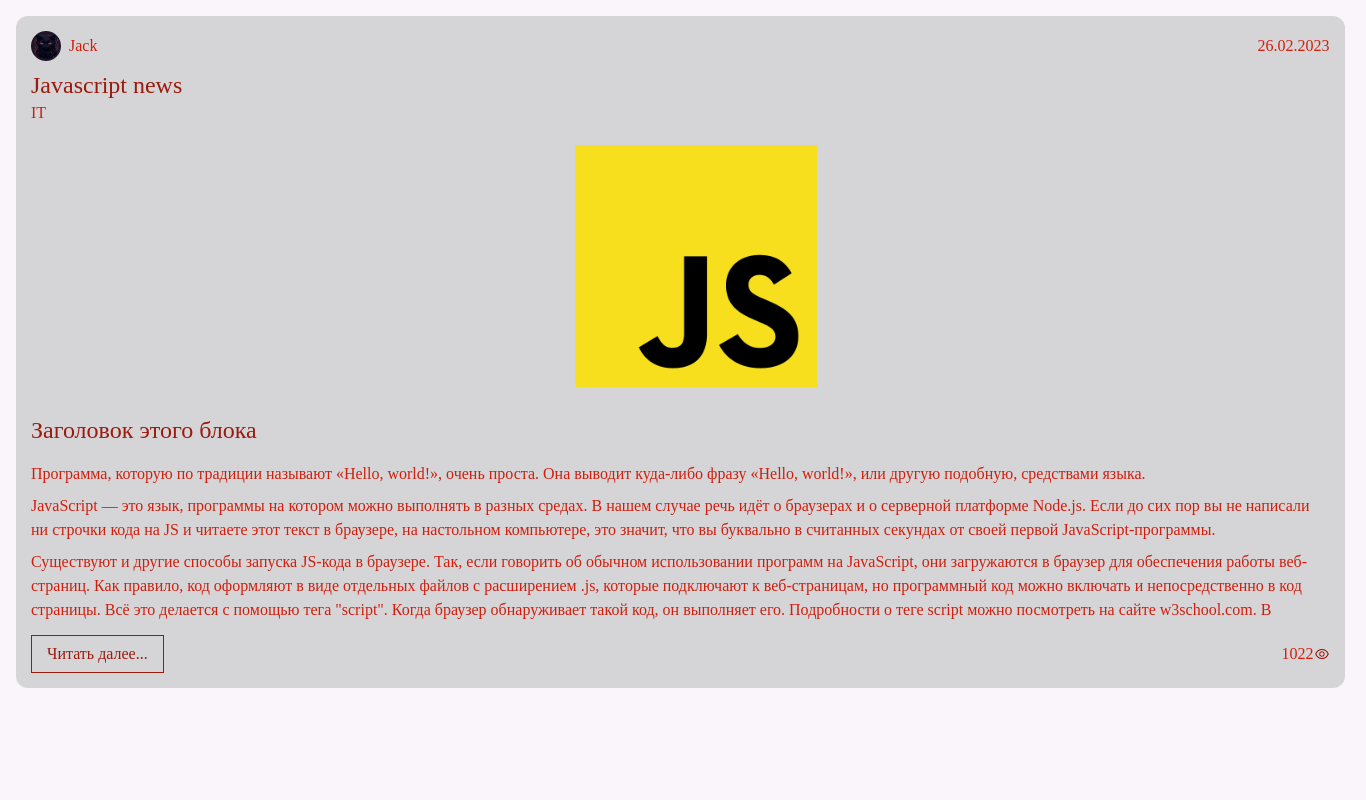 Jack
26.02.2023
Javascript news
IT
JS
Заголовок этого блока
Программа, которую по традиции называют «Hello, world!», очень проста. Она выводит куда-либо фразу «Hello, world!», или другую подобную, средствами языка.
JavaScript — это язык, программы на котором можно выполнять в разных средах. В нашем случае речь идёт о браузерах и о серверной платформе Node.js. Если до сих пор вы не написали
ни строчки кода на JS и читаете этот текст в браузере, на настольном компьютере, это значит, что вы буквально в считанных секундах от своей первой JavaScript-программы.
Существуют и другие способы запуска JS-кода в браузере. Так, если говорить об обычном использовании программ на JavaScript, они загружаются в браузер для обеспечения работы веб-
страниц. Как правило, код оформляют в виде отдельных файлов с расширением .js, которые подключают к веб-страницам, но программный код можно включать и непосредственно в код
страницы. Всё это делается с помощью тега "script". Когда браузер обнаруживает такой код, он выполняет его. Подробности о теге script можно посмотреть на сайте w3school.com. В
Читать далее...
1022